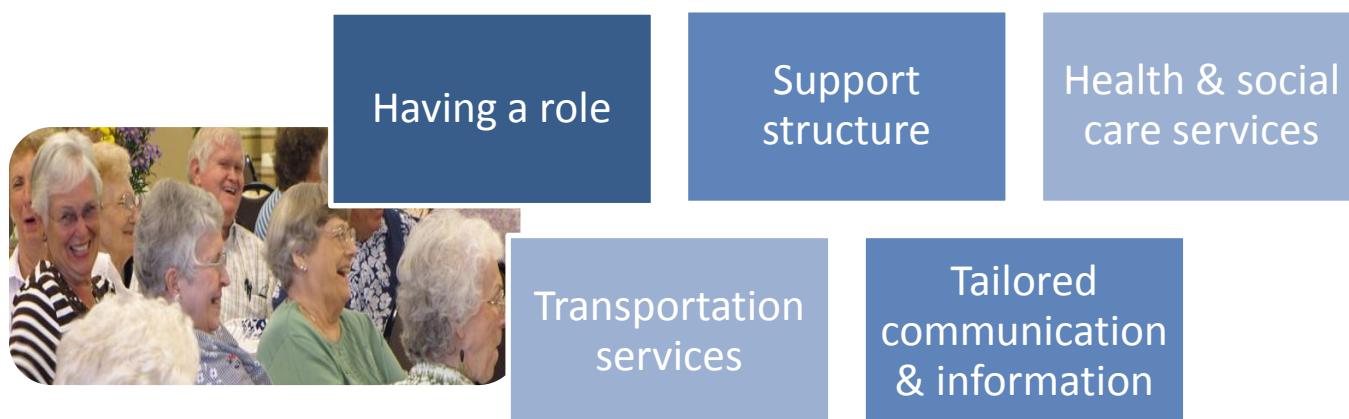 Having a role
Support
structure
Health & social
care services
Transportation
services
Tailored
communication
& information